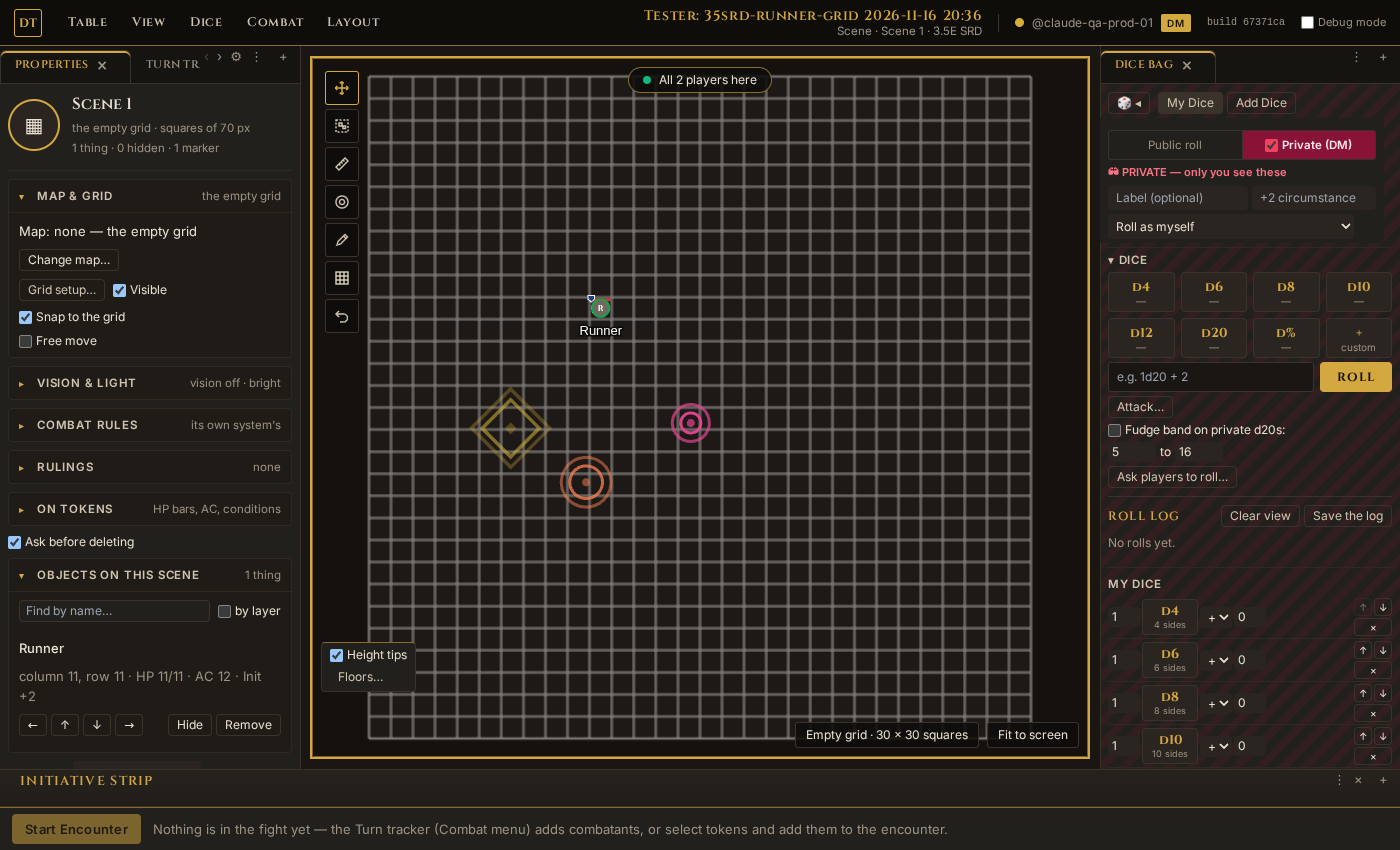 DT
TABLE VIEW DICE COMBAT LAYOUT
TESTER: 35SRD-RUNNER-GRID 2026-11-16 20:36
Scene · Scene 1 · 3.5E SRD
@claude-qa-prod-01 DM build 67371ca Debug mode
PROPERTIES
TURN TR
SCENE 1
the empty grid · squares of 70 px
1 thing · 0 hidden · 1 marker
MAP & GRID the empty grid
Map: none — the empty grid
Change map...
Grid setup... Visible
Snap to the grid
Free move
VISION & LIGHT vision off · bright
COMBAT RULES its own system's
RULINGS none
ON TOKENS HP bars, AC, conditions
Ask before deleting
OBJECTS ON THIS SCENE 1 thing
Find by name... by layer
Runner
column 11, row 11 · HP 11/11 · AC 12 · Init
+2
← ↑ ↓ → Hide Remove
All 2 players here
R
Runner
Height tips
Floors...
Empty grid · 30 × 30 squares Fit to screen
DICE BAG
My Dice Add Dice
Public roll Private (DM)
PRIVATE — only you see these
Label (optional) +2 circumstance
Roll as myself
DICE
D4 D6 D8 D10
— — — —
D12 D20 D% +
— — — custom
e.g. 1d20 + 2 ROLL
Attack...
Fudge band on private d20s:
5 to 16
Ask players to roll...
ROLL LOG Clear view Save the log
No rolls yet.
MY DICE
1 D4 + 0
4 sides
1 D6 + 0
6 sides
1 D8 + 0
8 sides
1 D10 + 0
10 sides
INITIATIVE STRIP
Start Encounter Nothing is in the fight yet — the Turn tracker (Combat menu) adds combatants, or select tokens and add them to the encounter.